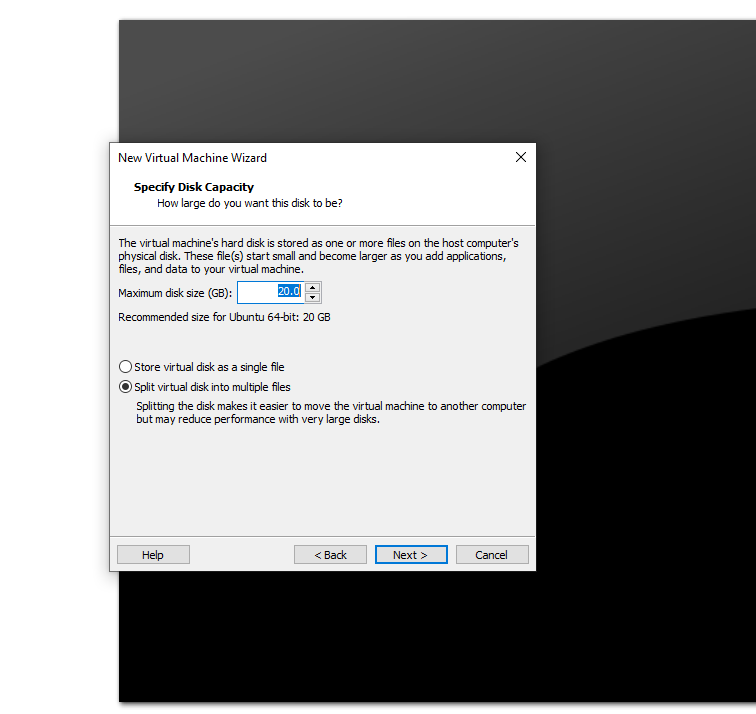 New Virtual Machine Wizard
Specify Disk Capacity
How large do you want this disk to be?
The virtual machine's hard disk is stored as one or more files on the host computer's
physical disk. These file(s) start small and become larger as you add applications,
files, and data to your virtual machine.
Maximum disk size (GB): 20.0
Recommended size for Ubuntu 64-bit: 20 GB
Store virtual disk as a single file
Split virtual disk into multiple files
Splitting the disk makes it easier to move the virtual machine to another computer
but may reduce performance with very large disks.
Help < Back Next > Cancel